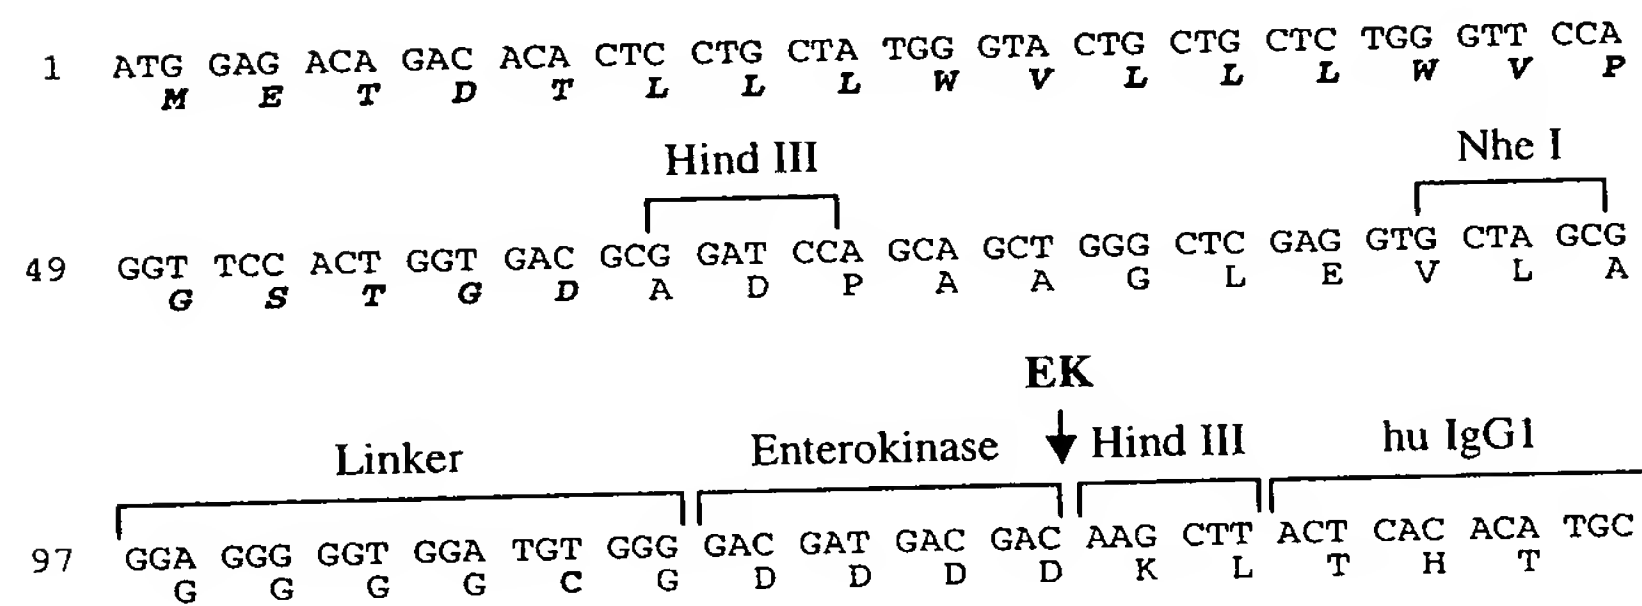 1 ATG GAG ACA GAC ACA CTC CTG CTA TGG GTA CTG CTG CTC TGG GTT CCA
M E T D T L L L W V L L L W V P
Hind III Nhe I
49 GGT TCC ACT GGT GAC GCG GAT CCA GCA GCT GGG CTC GAG GTG CTA GCG
G S T G D A D P A A G L E V L A
EK
Linker Enterokinase Hind III hu IgG1
97 GGA GGG GGT GGA TGT GGG GAC GAT GAC GAC AAG CTT ACT CAC ACA TGC
G G G G C G D D D D K L T H T